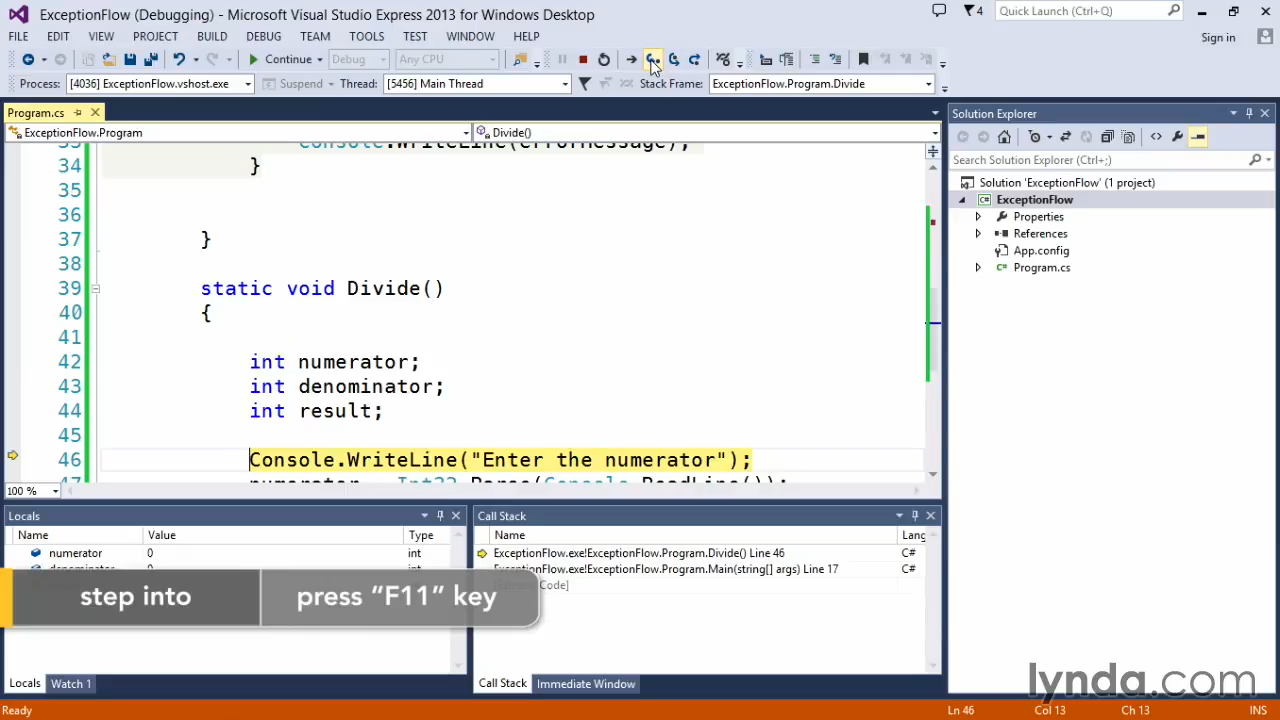 ExceptionFlow (Debugging) - Microsoft Visual Studio Express 2013 for Windows Desktop
4
Quick Launch (Ctrl+Q)
FILE EDIT VIEW PROJECT BUILD DEBUG TEAM TOOLS TEST WINDOW HELP
Sign in
Continue Debug Any CPU
Process: [4036] ExceptionFlow.vshost.exe Suspend Thread: [5456] Main Thread Stack Frame: ExceptionFlow.Program.Divide
Program.cs
ExceptionFlow.Program Divide()
33 Console.WriteLine(errorMessage);
34 }
35
36
37 }
38
39 static void Divide()
40 {
41
42 int numerator;
43 int denominator;
44 int result;
45
46 Console.WriteLine("Enter the numerator");
47 numerator = Int32.Parse(Console.ReadLine());
100 %
Solution Explorer
Search Solution Explorer (Ctrl+;)
Solution 'ExceptionFlow' (1 project)
C# ExceptionFlow
Properties
References
App.config
C# Program.cs
Locals
Name Value Type
numerator 0 int
denominator 0 int
Call Stack
Name Lang
ExceptionFlow.exe!ExceptionFlow.Program.Divide() Line 46 C#
ExceptionFlow.exe!ExceptionFlow.Program.Main(string[] args) Line 17 C#
Code]
step into press “F11” key
Locals Watch 1
Call Stack Immediate Window
lynda.com
Ready Ln 46 Col 13 Ch 13 INS